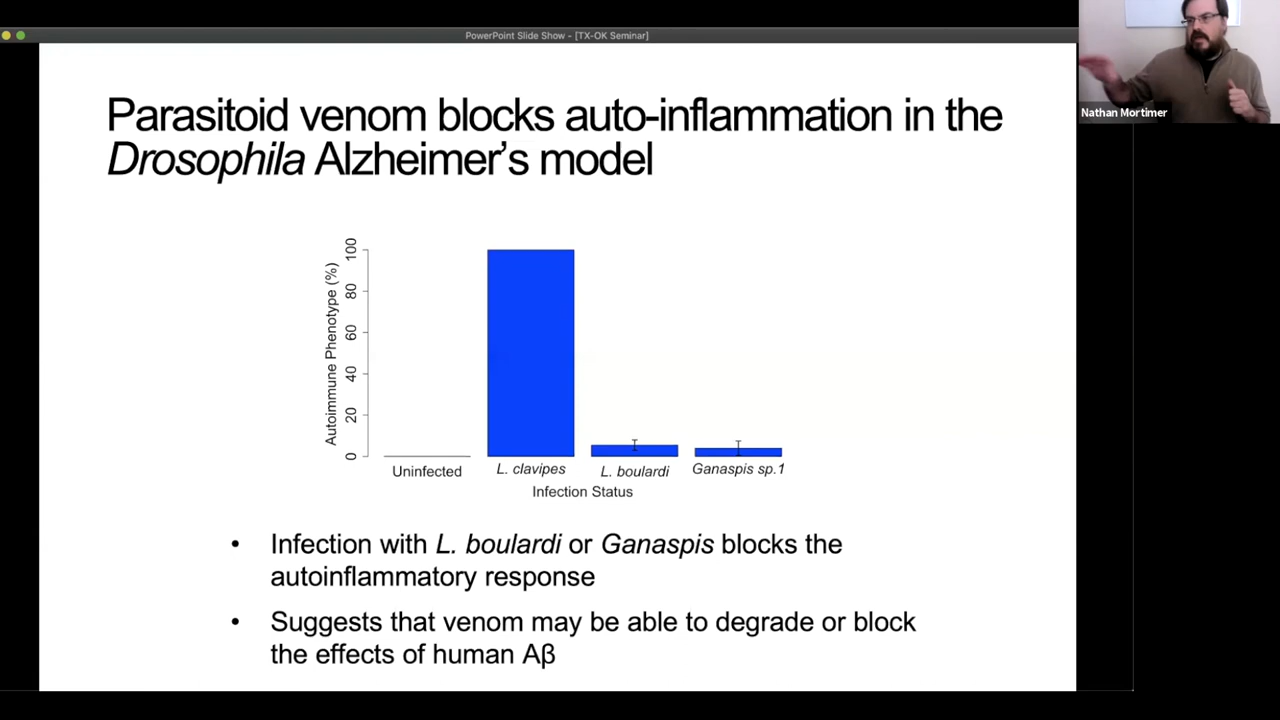 PowerPoint Slide Show - [TX-OK Seminar]
Nathan Mortimer
Parasitoid venom blocks auto-inflammation in the
Drosophila Alzheimer’s model
Autoimmune Phenotype (%)
100
80
60
40
20
0
Uninfected
L. clavipes
L. boulardi
Ganaspis sp.1
Infection Status
• Infection with L. boulardi or Ganaspis blocks the
autoinflammatory response
• Suggests that venom may be able to degrade or block
the effects of human Aβ